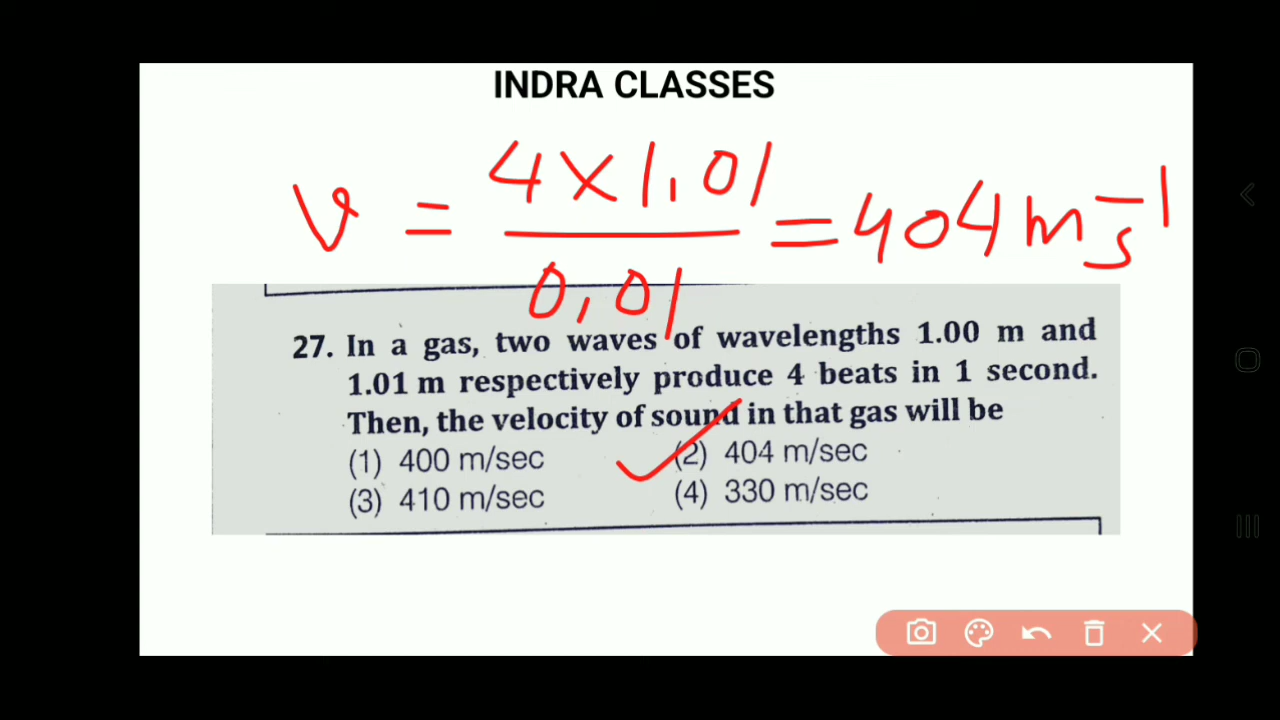 INDRA CLASSES
v = 4 × 1.01 / 0.01 = 404 ms⁻¹
27. In a gas, two waves of wavelengths 1.00 m and
1.01 m respectively produce 4 beats in 1 second.
Then, the velocity of sound in that gas will be
(1) 400 m/sec (2) 404 m/sec
(3) 410 m/sec (4) 330 m/sec